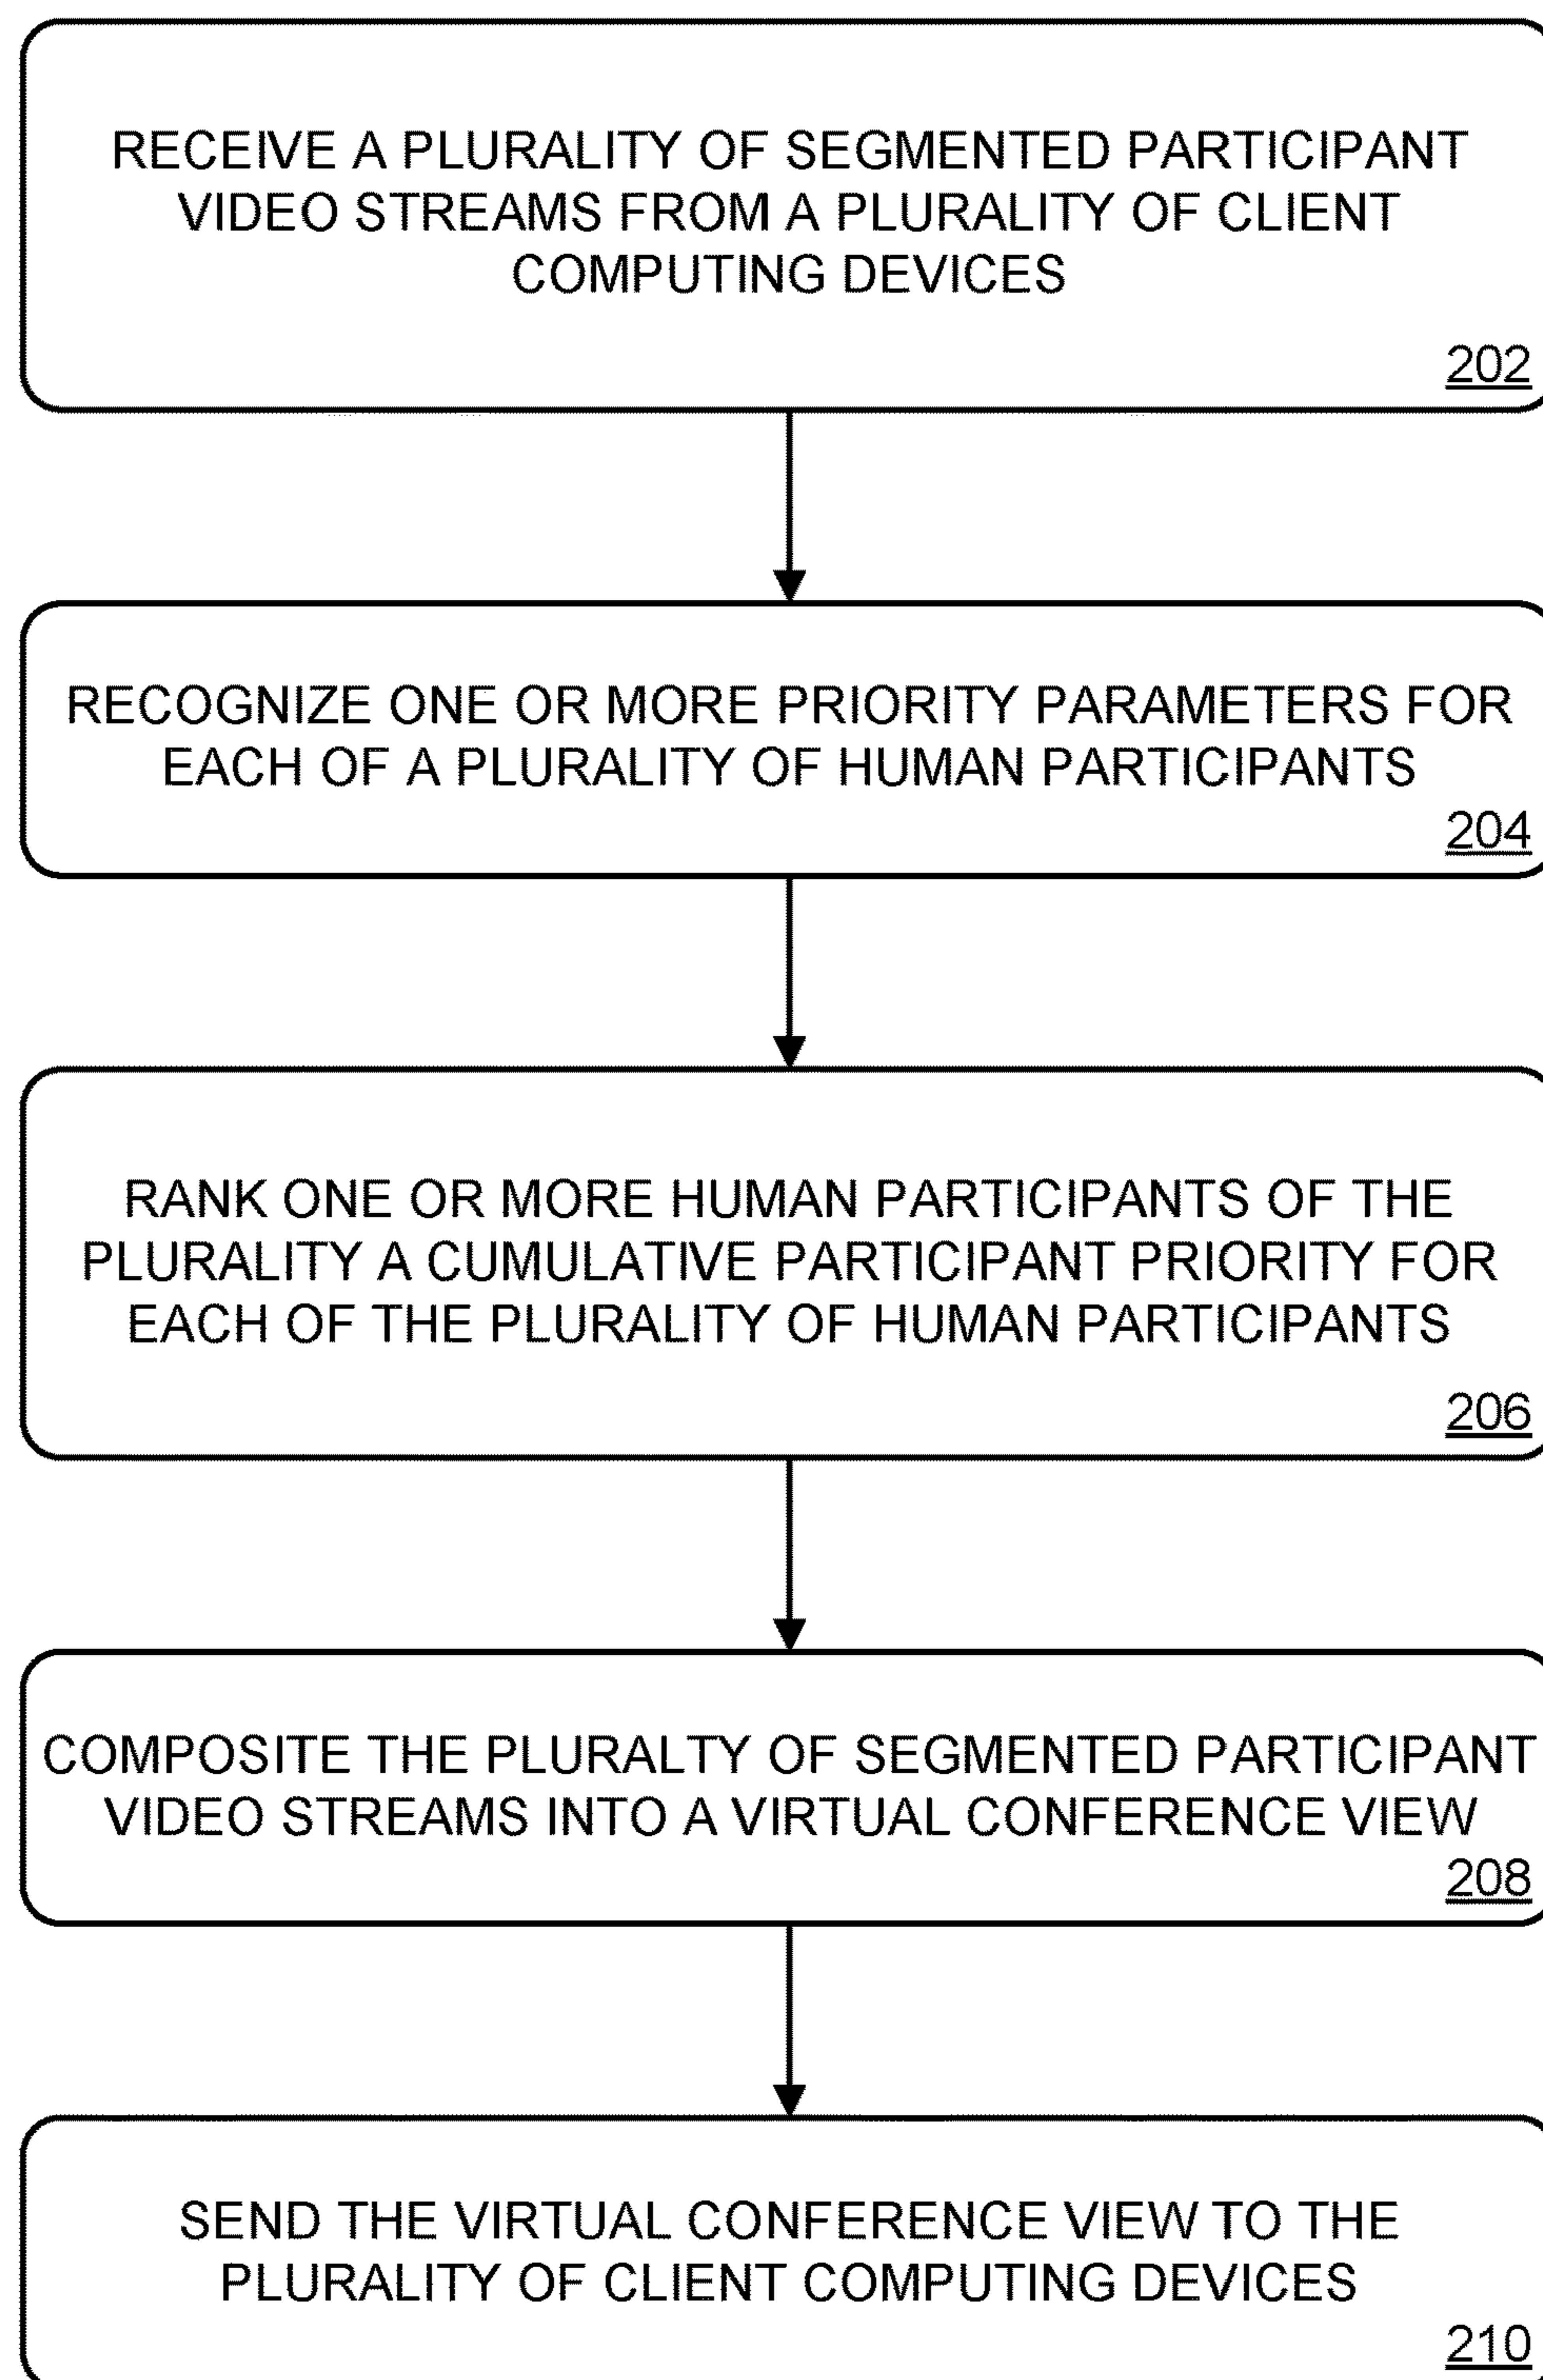 RECEIVE A PLURALITY OF SEGMENTED PARTICIPANT
VIDEO STREAMS FROM A PLURALITY OF CLIENT
COMPUTING DEVICES
202
RECOGNIZE ONE OR MORE PRIORITY PARAMETERS FOR
EACH OF A PLURALITY OF HUMAN PARTICIPANTS
204
RANK ONE OR MORE HUMAN PARTICIPANTS OF THE
PLURALITY A CUMULATIVE PARTICIPANT PRIORITY FOR
EACH OF THE PLURALITY OF HUMAN PARTICIPANTS
206
COMPOSITE THE PLURALTY OF SEGMENTED PARTICIPANT
VIDEO STREAMS INTO A VIRTUAL CONFERENCE VIEW
208
SEND THE VIRTUAL CONFERENCE VIEW TO THE
PLURALITY OF CLIENT COMPUTING DEVICES
210